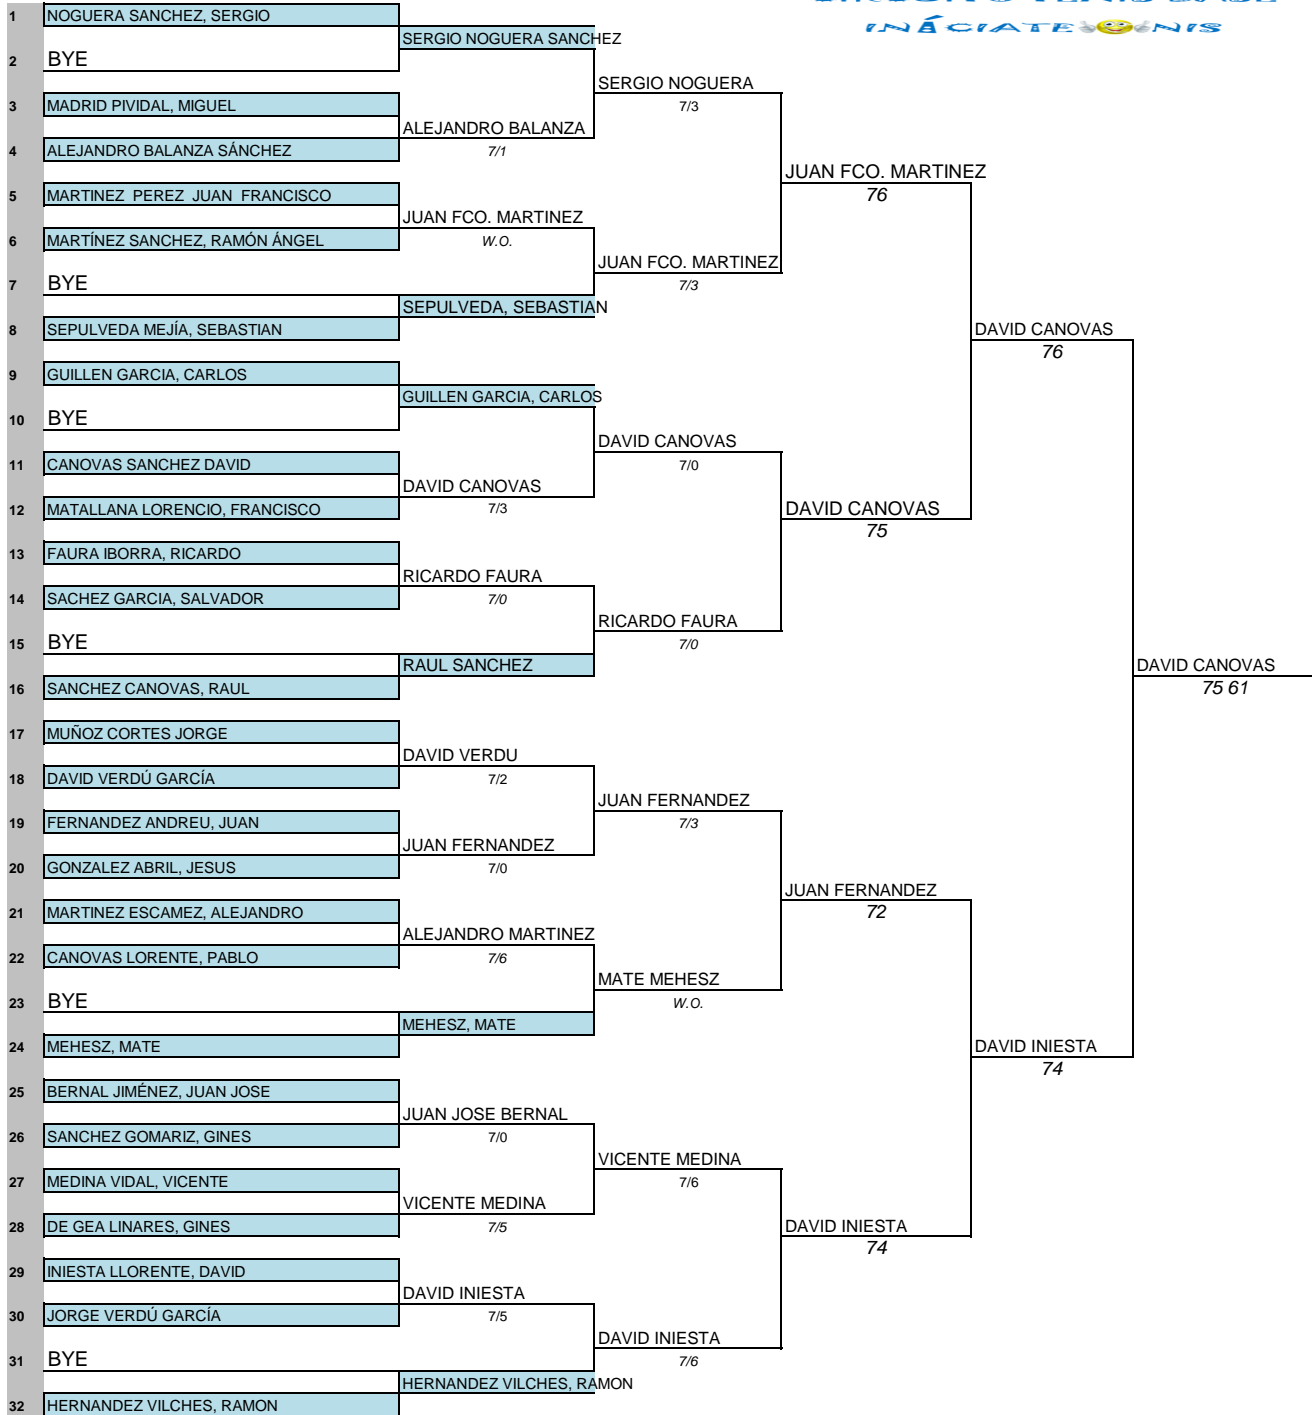 1 NOGUERA SANCHEZ, SERGIO
SERGIO NOGUERA SANCHEZ
2 BYE
SERGIO NOGUERA
7/3
3 MADRID PIVIDAL, MIGUEL
ALEJANDRO BALANZA
7/1
4 ALEJANDRO BALANZA SÁNCHEZ
JUAN FCO. MARTINEZ
76
5 MARTINEZ PEREZ JUAN FRANCISCO
JUAN FCO. MARTINEZ
W.O.
6 MARTÍNEZ SANCHEZ, RAMÓN ÁNGEL
JUAN FCO. MARTINEZ
7/3
7 BYE
SEPULVEDA, SEBASTIAN
8 SEPULVEDA MEJÍA, SEBASTIAN
DAVID CANOVAS
76
9 GUILLEN GARCIA, CARLOS
GUILLEN GARCIA, CARLOS
10 BYE
DAVID CANOVAS
7/0
11 CANOVAS SANCHEZ DAVID
DAVID CANOVAS
7/3
12 MATALLANA LORENCIO, FRANCISCO
DAVID CANOVAS
75
13 FAURA IBORRA, RICARDO
RICARDO FAURA
7/0
14 SACHEZ GARCIA, SALVADOR
RICARDO FAURA
7/0
15 BYE
RAUL SANCHEZ
16 SANCHEZ CANOVAS, RAUL
DAVID CANOVAS
75 61
17 MUÑOZ CORTES JORGE
DAVID VERDU
7/2
18 DAVID VERDÚ GARCÍA
JUAN FERNANDEZ
7/3
19 FERNANDEZ ANDREU, JUAN
JUAN FERNANDEZ
7/0
20 GONZALEZ ABRIL, JESUS
JUAN FERNANDEZ
72
21 MARTINEZ ESCAMEZ, ALEJANDRO
ALEJANDRO MARTINEZ
7/6
22 CANOVAS LORENTE, PABLO
MATE MEHESZ
W.O.
23 BYE
MEHESZ, MATE
24 MEHESZ, MATE
DAVID INIESTA
74
25 BERNAL JIMÉNEZ, JUAN JOSE
JUAN JOSE BERNAL
7/0
26 SANCHEZ GOMARIZ, GINES
VICENTE MEDINA
7/6
27 MEDINA VIDAL, VICENTE
VICENTE MEDINA
7/5
28 DE GEA LINARES, GINES
DAVID INIESTA
74
29 INIESTA LLORENTE, DAVID
DAVID INIESTA
7/5
30 JORGE VERDÚ GARCÍA
DAVID INIESTA
7/6
31 BYE
HERNANDEZ VILCHES, RAMON
32 HERNANDEZ VILCHES, RAMON